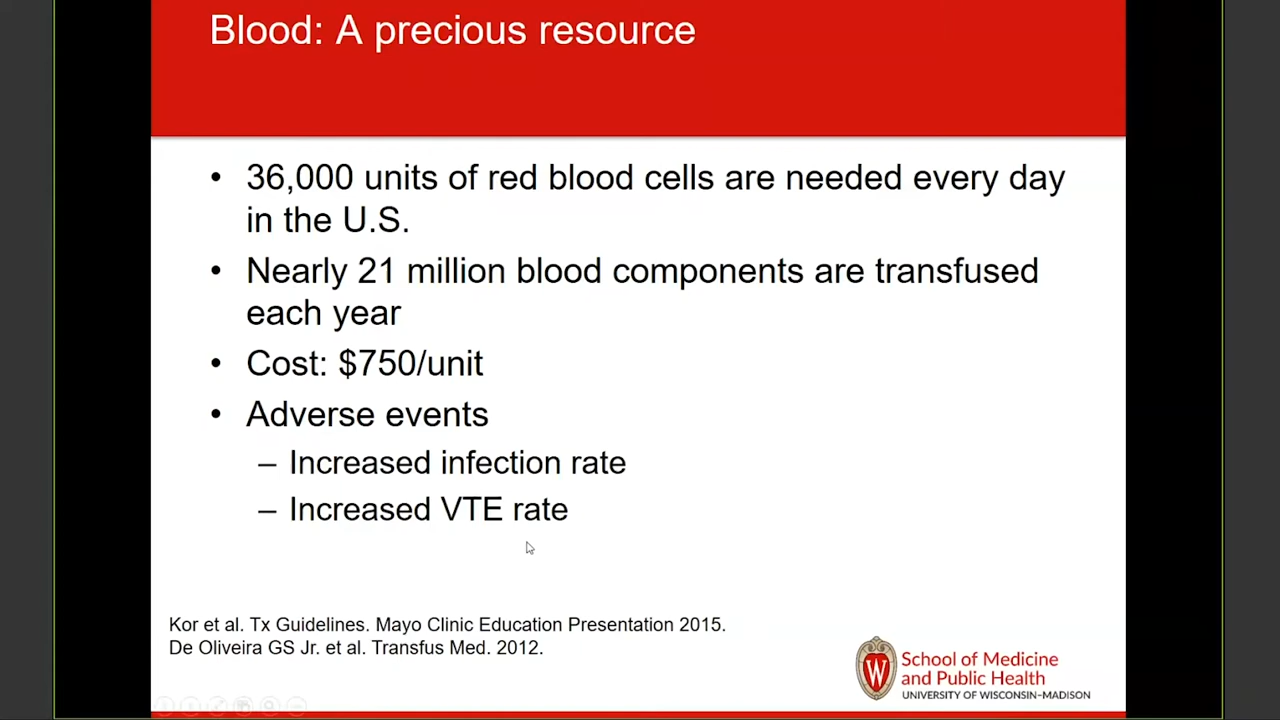 Blood: A precious resource
• 36,000 units of red blood cells are needed every day
in the U.S.
• Nearly 21 million blood components are transfused
each year
• Cost: $750/unit
• Adverse events
– Increased infection rate
– Increased VTE rate
Kor et al. Tx Guidelines. Mayo Clinic Education Presentation 2015.
De Oliveira GS Jr. et al. Transfus Med. 2012.
W
School of Medicine
and Public Health
UNIVERSITY OF WISCONSIN–MADISON